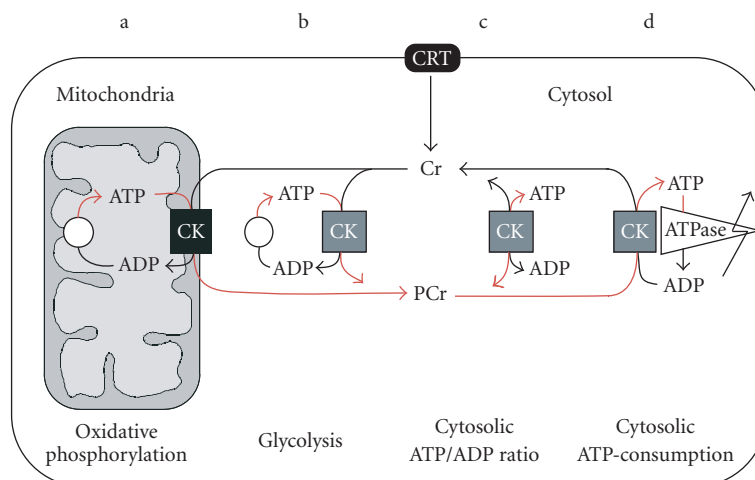 a b c d
CRT
Mitochondria Cytosol
Cr
ATP ATP ATP ATP
CK CK CK CK ATPase
ADP ADP ADP ADP
PCr
Oxidative
phosphorylation
Glycolysis
Cytosolic
ATP/ADP ratio
Cytosolic
ATP-consumption